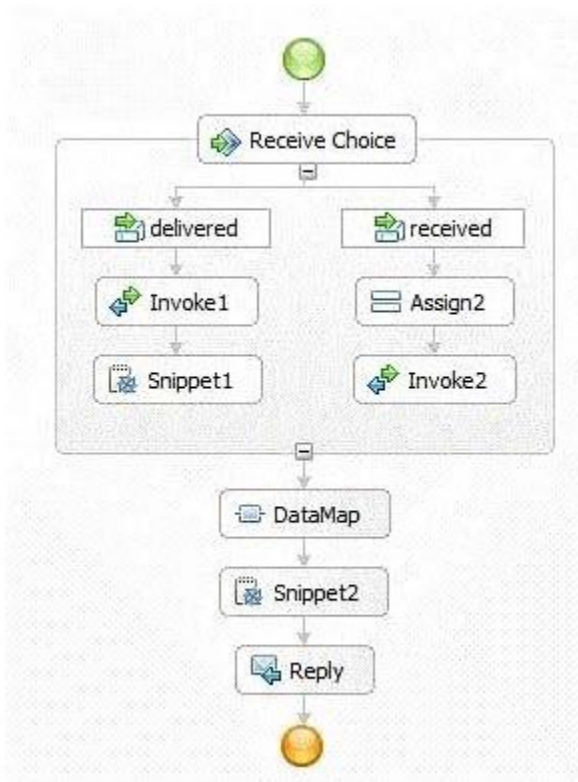 Receive Choice
delivered
received
Invoke1
Assign2
Snippet1
Invoke2
DataMap
Snippet2
Reply